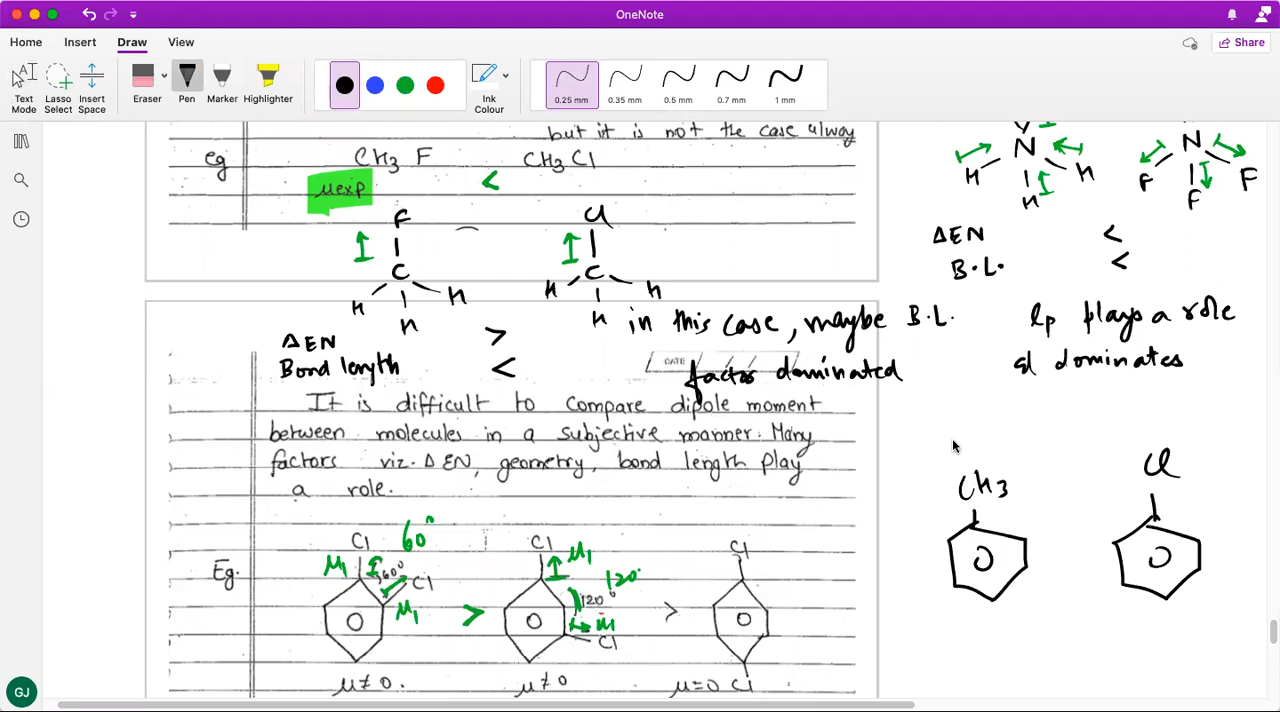 OneNote
Home Insert Draw View
Share
Text Mode
Lasso Select
Insert Space
Eraser
Pen
Marker
Highlighter
Ink Colour
0.25 mm
0.35 mm
0.5 mm
0.7 mm
1 mm
but it is not the case alway
eg CH3 F CH3 Cl
μexp <
F Cl
C C
H H H H
H H
ΔEN >
Bond length <
in this case, maybe B.L.
factor dominated
DATE
It is difficult to compare dipole moment
between molecules in a subjective manner. Many
factors viz. ΔEN, geometry, bond length play
a role.
Eg.
Cl 60° Cl μ1 Cl
μ1 60° Cl 120° 120°
μ1 > μ1 >
Cl
μ≠0. μ≠0 μ=0 Cl
N N
H H F F
H F
ΔEN <
B.L. <
lp plays a role
& dominates
CH3 Cl
GJ